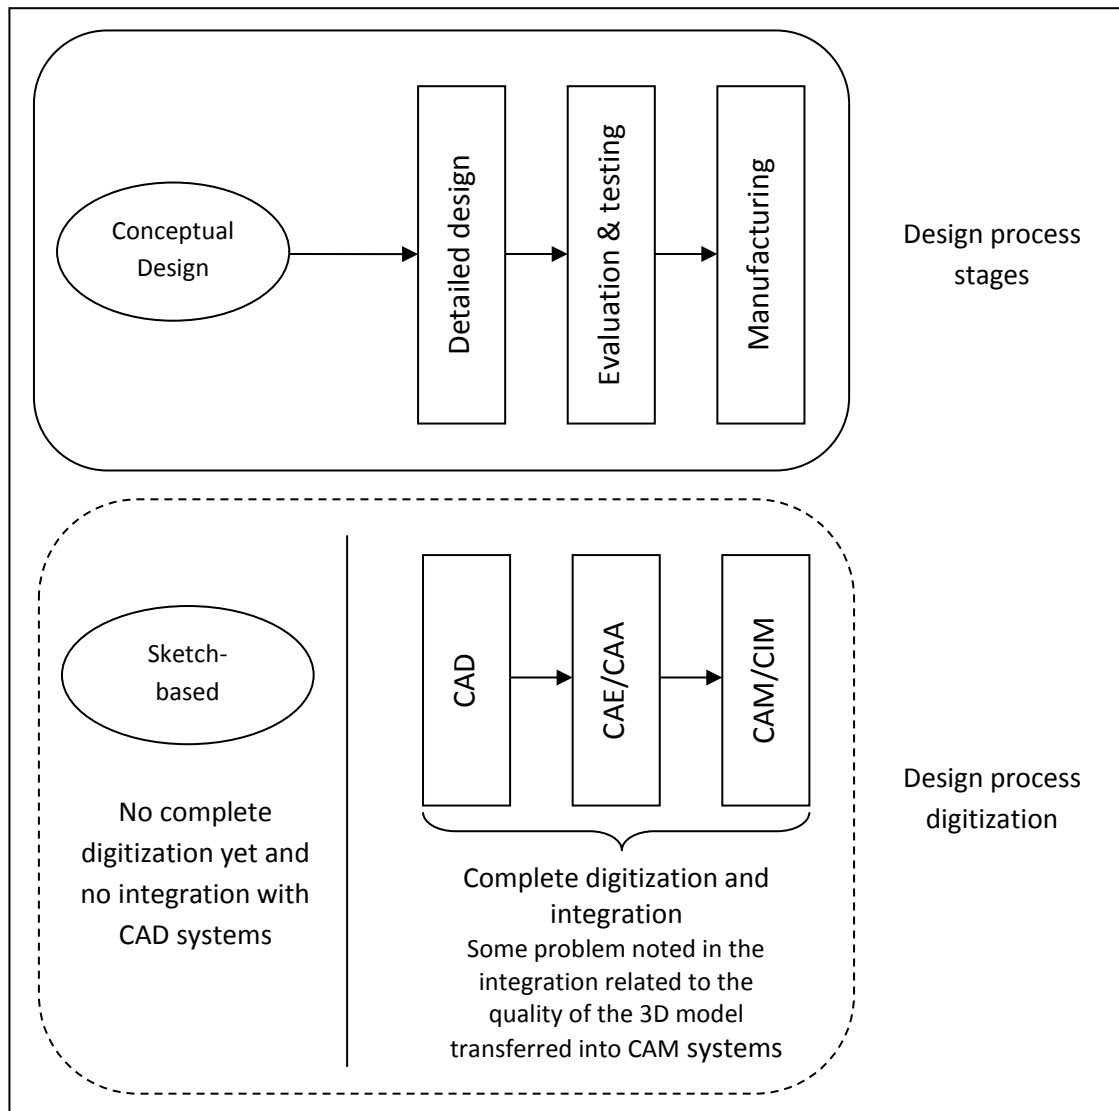 Conceptual
Design
Detailed design
Evaluation & testing
Manufacturing
Design process
stages
Sketch-
based
No complete
digitization yet and
no integration with
CAD systems
CAD
CAE/CAA
CAM/CIM
Complete digitization and
integration
Some problem noted in the
integration related to the
quality of the 3D model
transferred into CAM systems
Design process
digitization